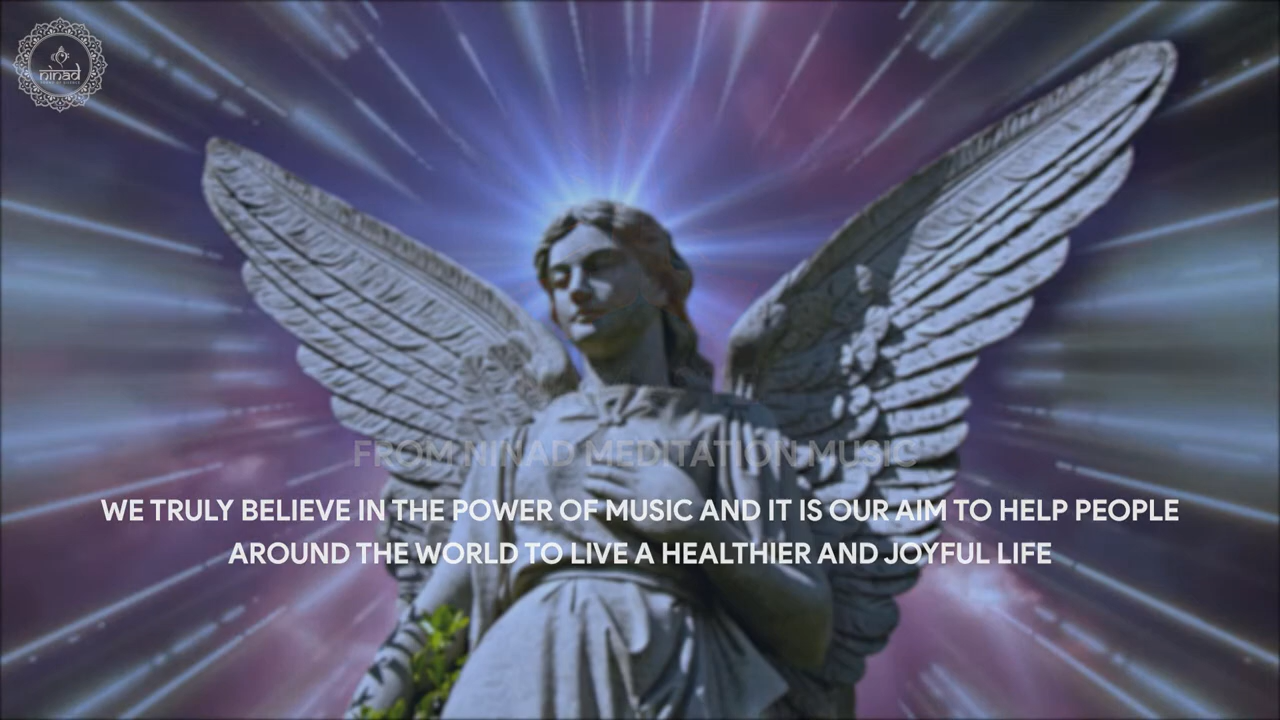 ninad
FROM NINAD MEDITATION MUSIC
WE TRULY BELIEVE IN THE POWER OF MUSIC AND IT IS OUR AIM TO HELP PEOPLE
AROUND THE WORLD TO LIVE A HEALTHIER AND JOYFUL LIFE